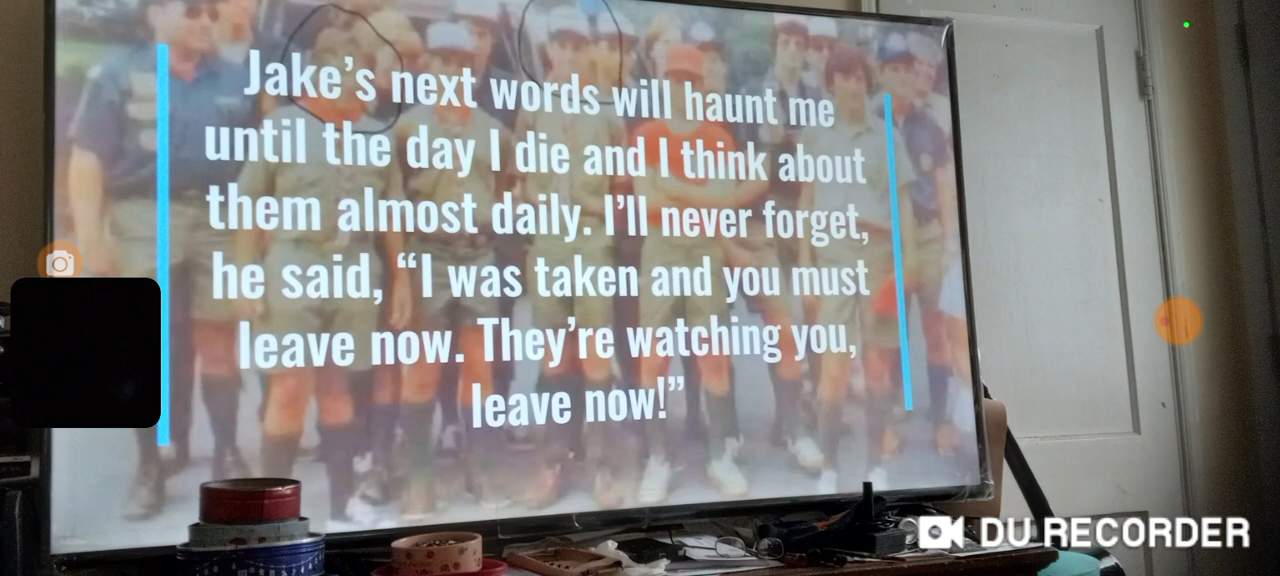 Jake’s next words will haunt me
until the day I die and I think about
them almost daily. I’ll never forget,
he said, “I was taken and you must
leave now. They’re watching you,
leave now!”
DU RECORDER